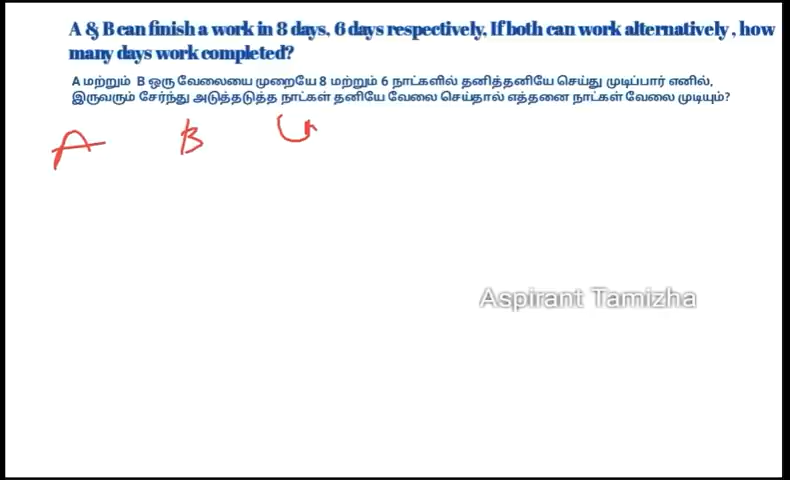 A & B can finish a work in 8 days, 6 days respectively, If both can work alternatively , how
many days work completed?
A மற்றும் B ஒரு வேலையை முறையே 8 மற்றும் 6 நாட்களில் தனித்தனியே செய்து முடிப்பார் எனில்,
இருவரும் சேர்ந்து அடுத்தடுத்த நாட்கள் தனியே வேலை செய்தால் எத்தனை நாட்கள் வேலை முடியும்?
A B
Aspirant Tamizha